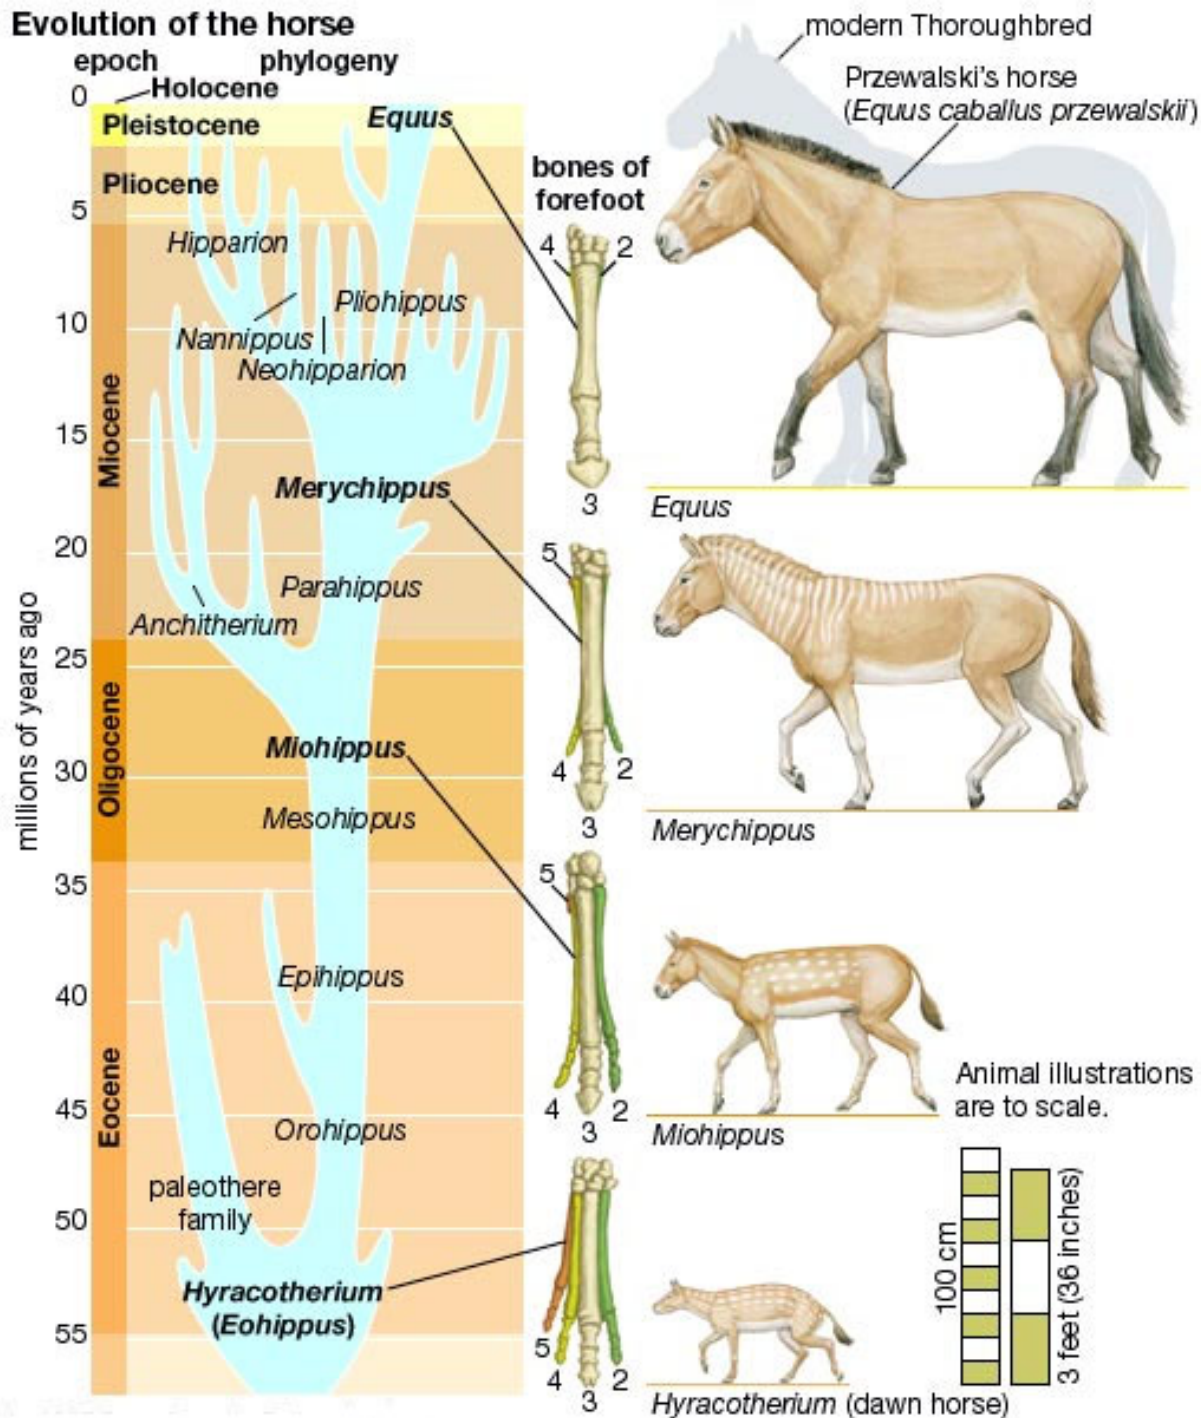 Evolution of the horse
epoch phylogeny
Holocene
0
Pleistocene
Equus
Pliocene
5
Hipparion
Pliohippus
10
Nannippus
Neohipparion
Miocene
15
Merychippus
20
Parahippus
Anchitherium
25
millions of years ago
Oligocene
Miohippus
30
Mesohippus
35
Epihippus
40
Eocene
45
Orohippus
paleothere
family
50
Hyracotherium
(Eohippus)
55
bones of
forefoot
4 2
3
5
4 2
3
5
4 2
3
5
4 2
3
modern Thoroughbred
Przewalski's horse
(Equus caballus przewalskii)
Equus
Merychippus
Miohippus
Animal illustrations
are to scale.
100 cm
3 feet (36 inches)
Hyracotherium (dawn horse)